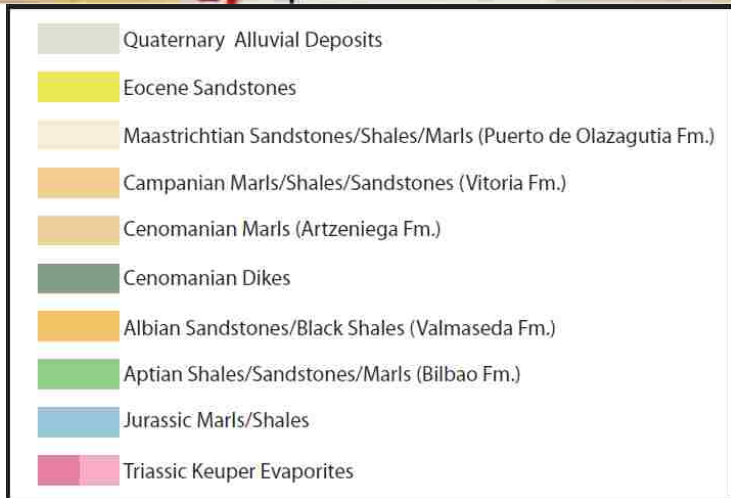 Quaternary Alluvial Deposits
Eocene Sandstones
Maastrichtian Sandstones/Shales/Marls (Puerto de Olazagutia Fm.)
Campanian Marls/Shales/Sandstones (Vitoria Fm.)
Cenomanian Marls (Artzeniega Fm.)
Cenomanian Dikes
Albian Sandstones/Black Shales (Valmaseda Fm.)
Aptian Shales/Sandstones/Marls (Bilbao Fm.)
Jurassic Marls/Shales
Triassic Keuper Evaporites